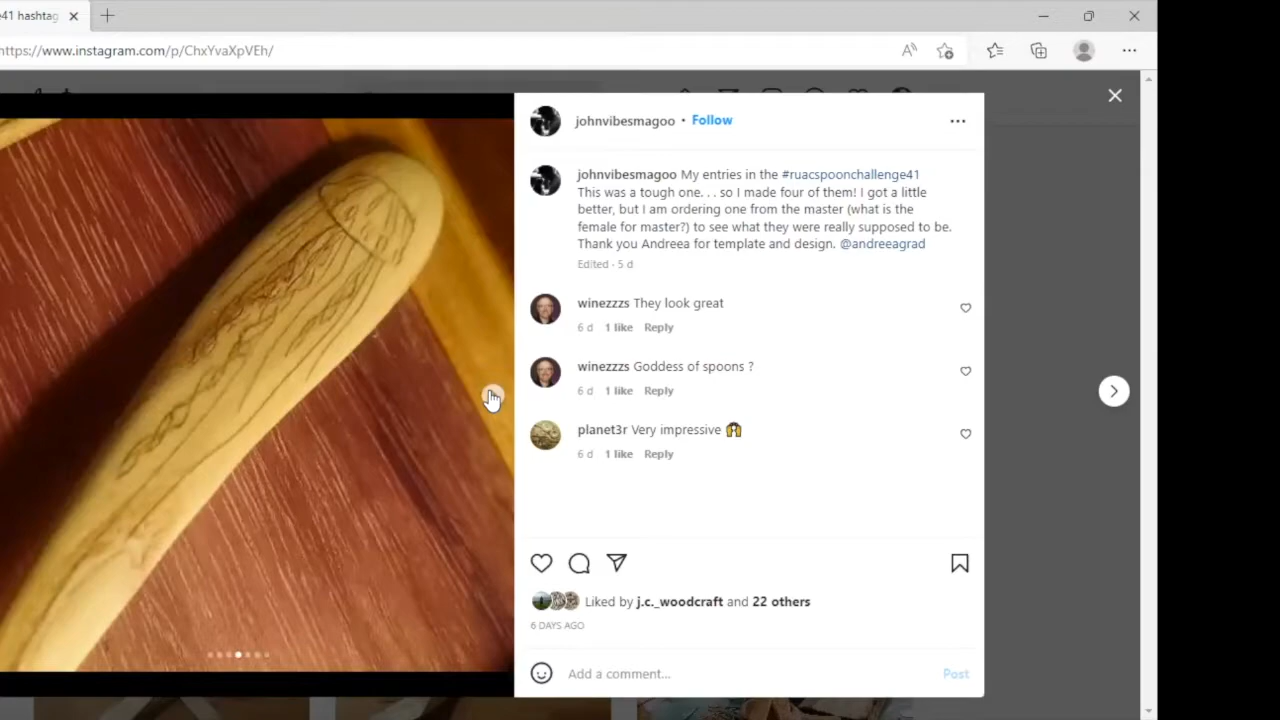 e41 hashtag
https://www.instagram.com/p/ChxYvaXpVEh/
johnvibesmagoo • Follow
johnvibesmagoo My entries in the #ruacspoonchallenge41
This was a tough one. . . so I made four of them! I got a little
better, but I am ordering one from the master (what is the
female for master?) to see what they were really supposed to be.
Thank you Andreea for template and design. @andreeagrad
Edited · 5 d
winezzzs They look great
6 d 1 like Reply
winezzzs Goddess of spoons ?
6 d 1 like Reply
planet3r Very impressive 🙌
6 d 1 like Reply
Liked by j.c._woodcraft and 22 others
6 DAYS AGO
Add a comment...
Post